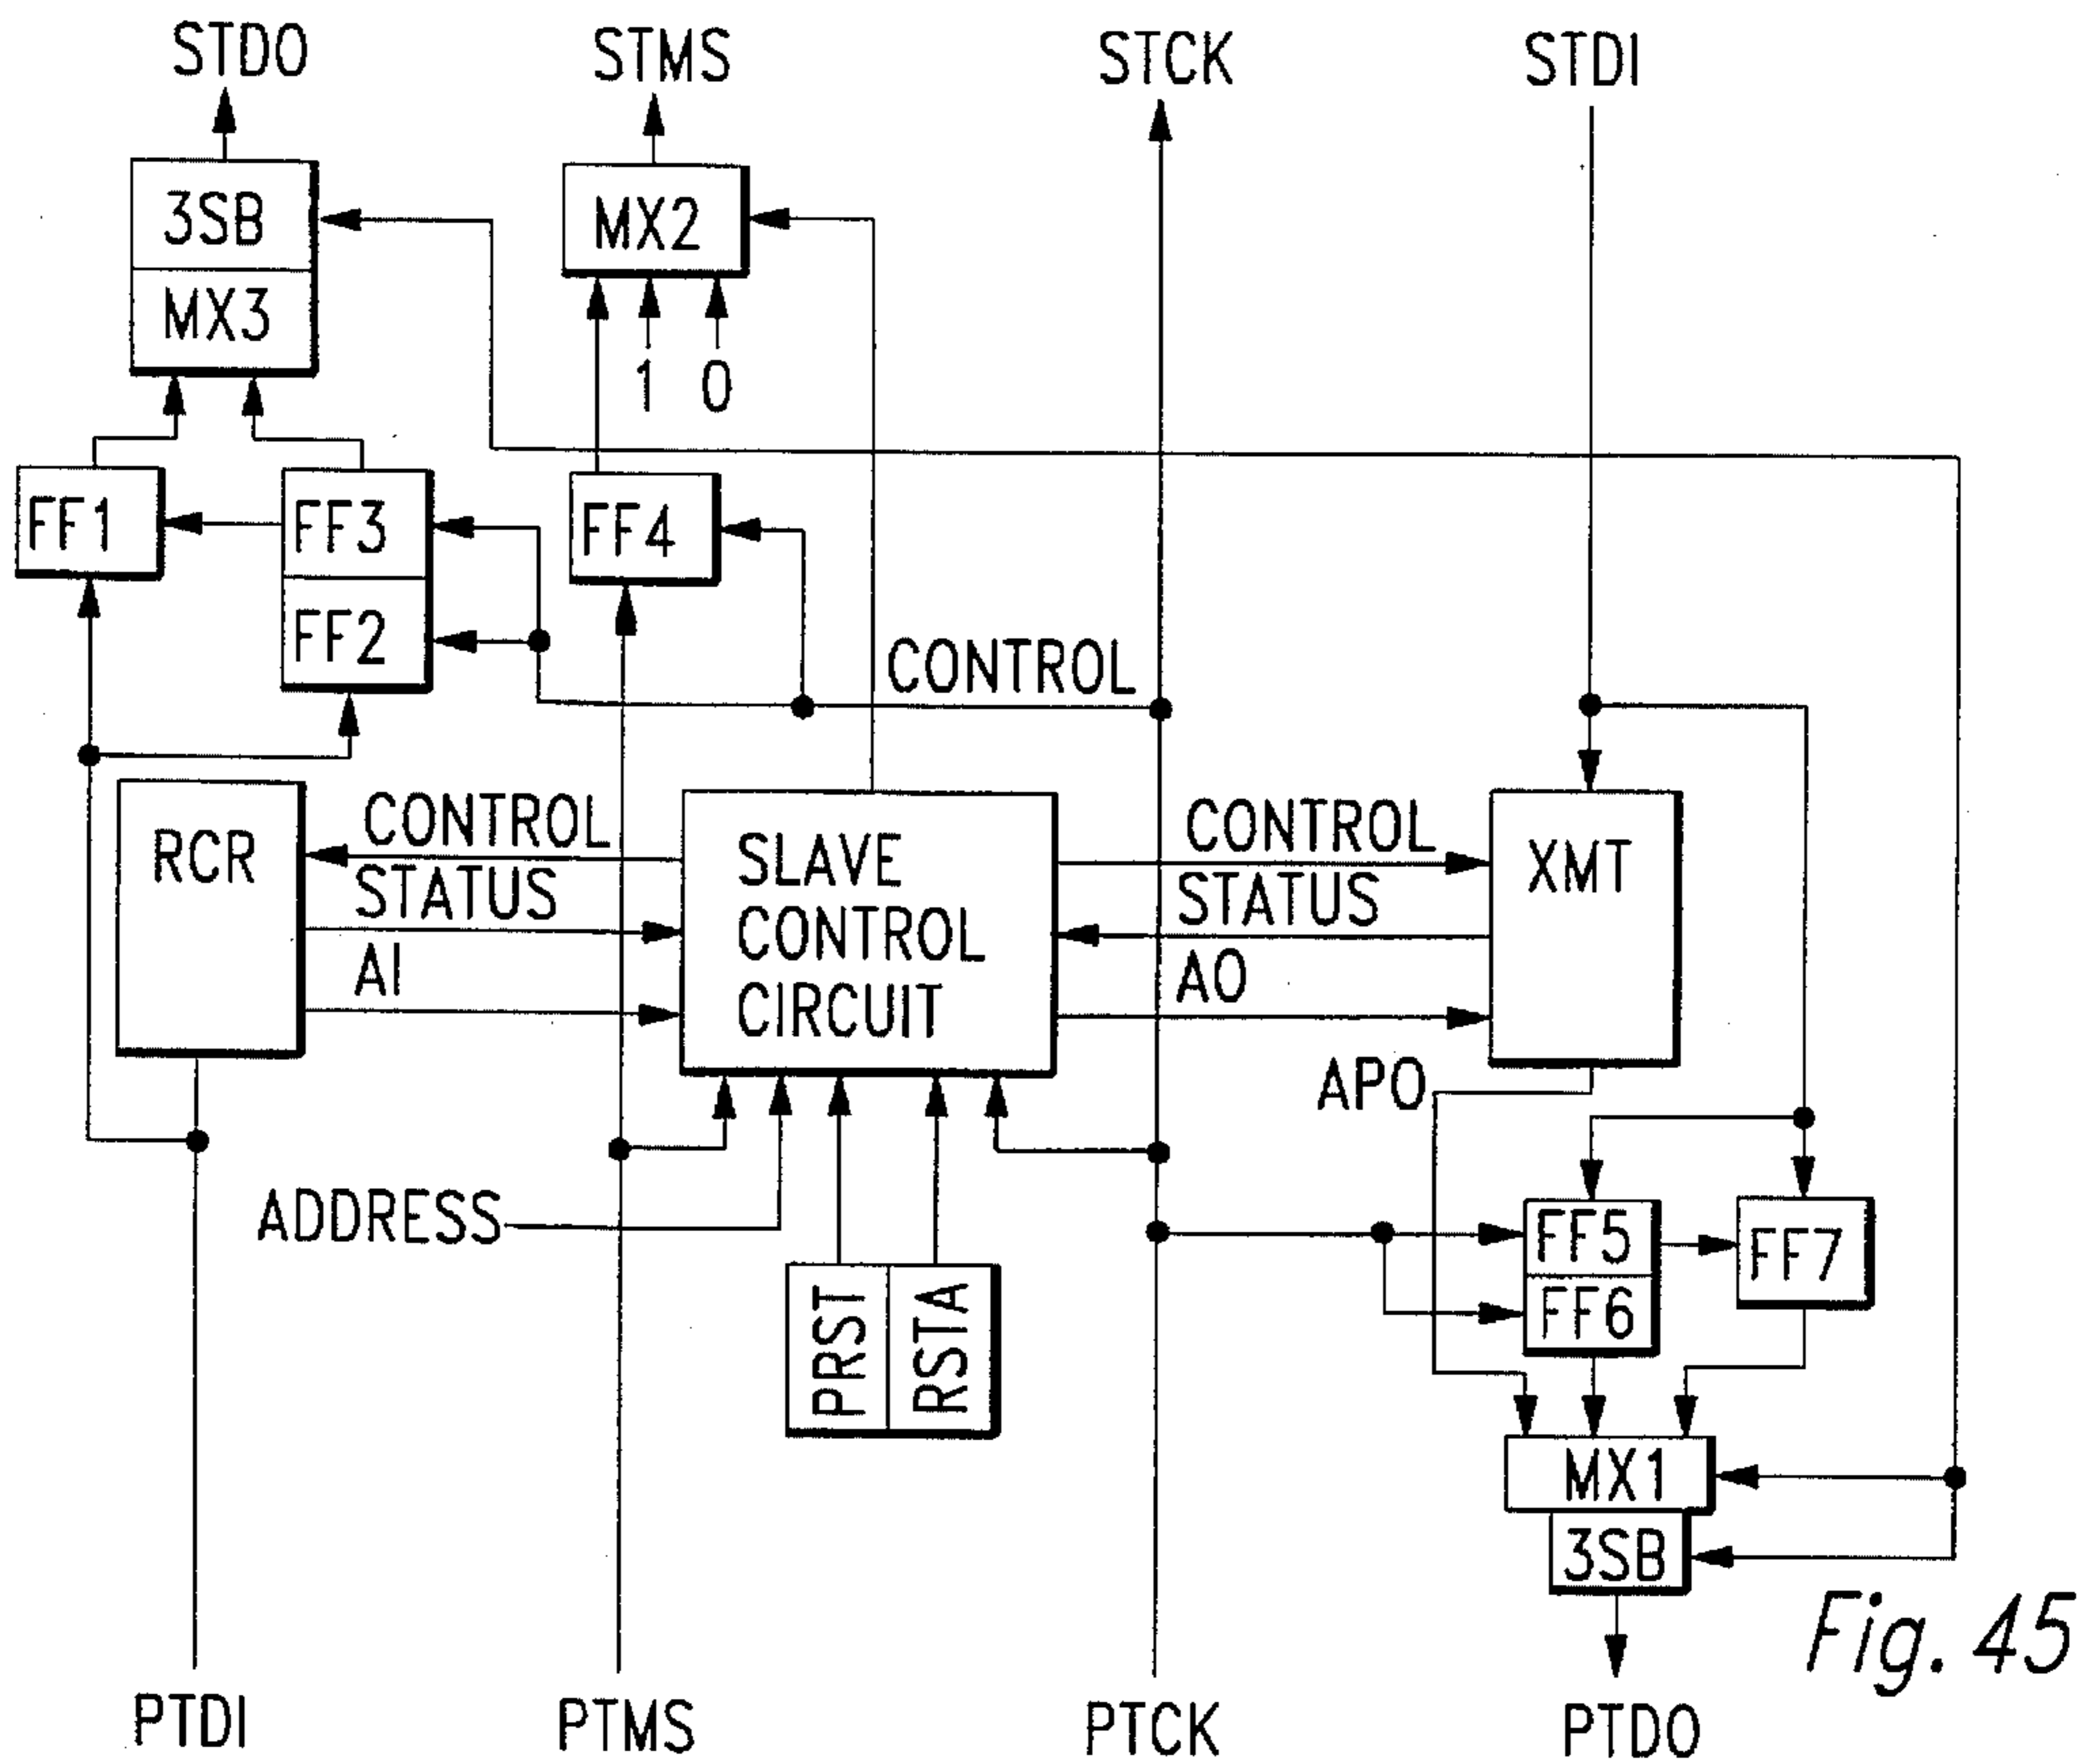 STDO
STMS
STCK
STDI
3SB
MX3
MX2
1 0
FF1
FF3
FF2
FF4
CONTROL
RCR
CONTROL
STATUS
AI
SLAVE
CONTROL
CIRCUIT
CONTROL
STATUS
AO
XMT
APO
ADDRESS
PRST
RSTA
FF5
FF6
FF7
MX1
3SB
Fig. 45
PTDI
PTMS
PTCK
PTDO